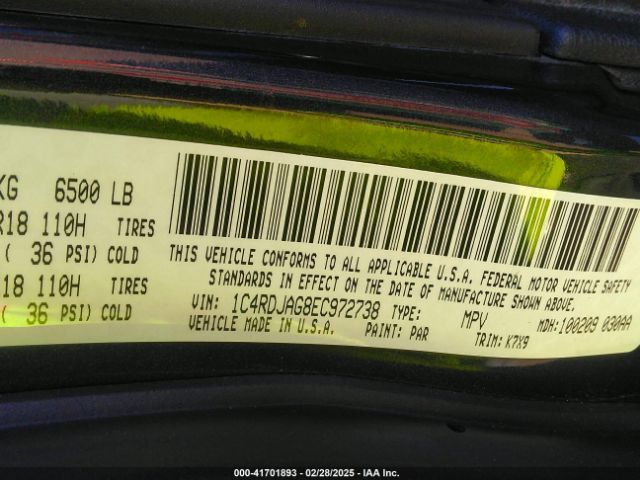 KG 6500 LB
R18 110H TIRES
( 36 PSI) COLD
18 110H TIRES
( 36 PSI) COLD
THIS VEHICLE CONFORMS TO ALL APPLICABLE U.S.A. FEDERAL MOTOR VEHICLE SAFETY
STANDARDS IN EFFECT ON THE DATE OF MANUFACTURE SHOWN ABOVE.
VIN: 1C4RDJAG8EC972738 TYPE: MPV MDH:100209 030AA
VEHICLE MADE IN U.S.A. PAINT: PAR TRIM: K7X9
000-41701893 - 02/28/2025 - IAA Inc.